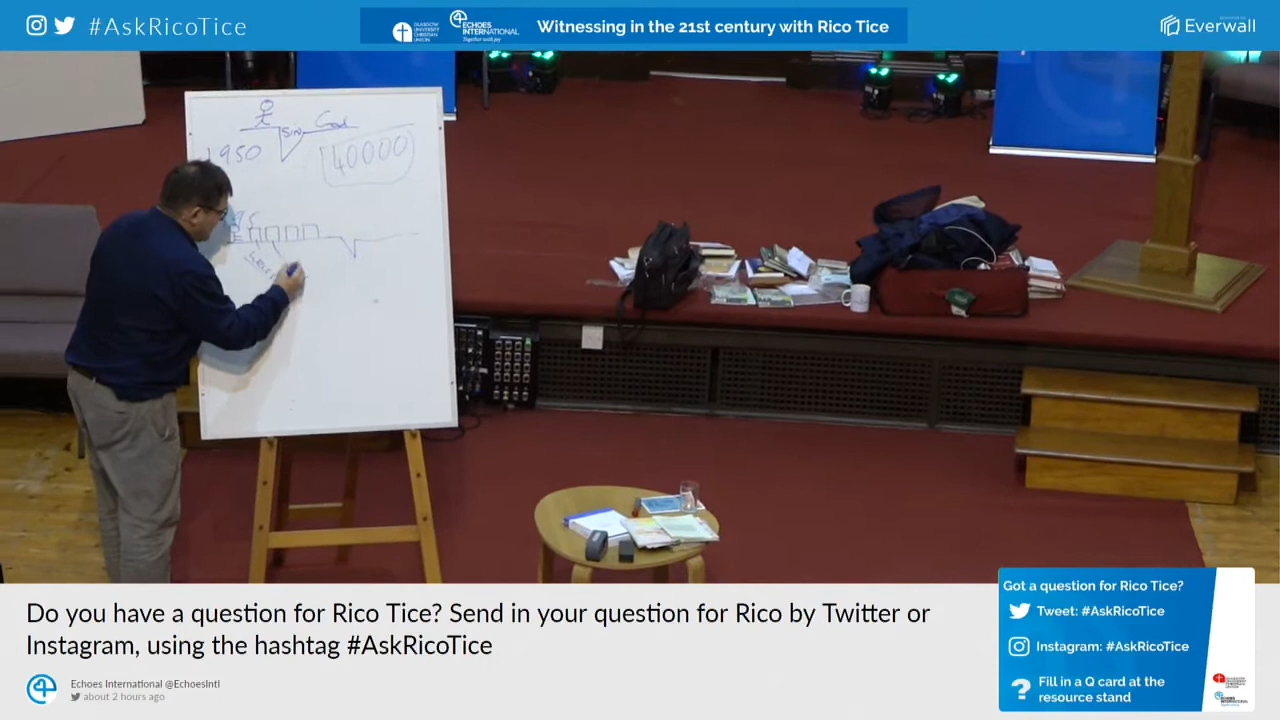 #AskRicoTice
GLASGOW
UNIVERSITY
CHRISTIAN
UNION
ECHOES
INTERNATIONAL
Together with joy
Witnessing in the 21st century with Rico Tice
Everwall
Sin God
1950
40000
Do you have a question for Rico Tice? Send in your question for Rico by Twitter or
Instagram, using the hashtag #AskRicoTice
Echoes International @EchoesIntl
about 2 hours ago
Got a question for Rico Tice?
Tweet: #AskRicoTice
Instagram: #AskRicoTice
? Fill in a Q card at the
resource stand